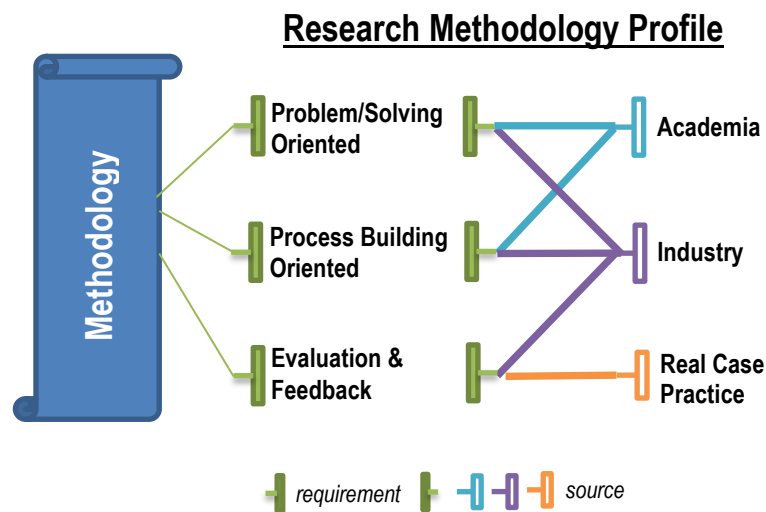 Research Methodology Profile
Methodology
Problem/Solving
Oriented
Academia
Process Building
Oriented
Industry
Evaluation &
Feedback
Real Case
Practice
requirement
source